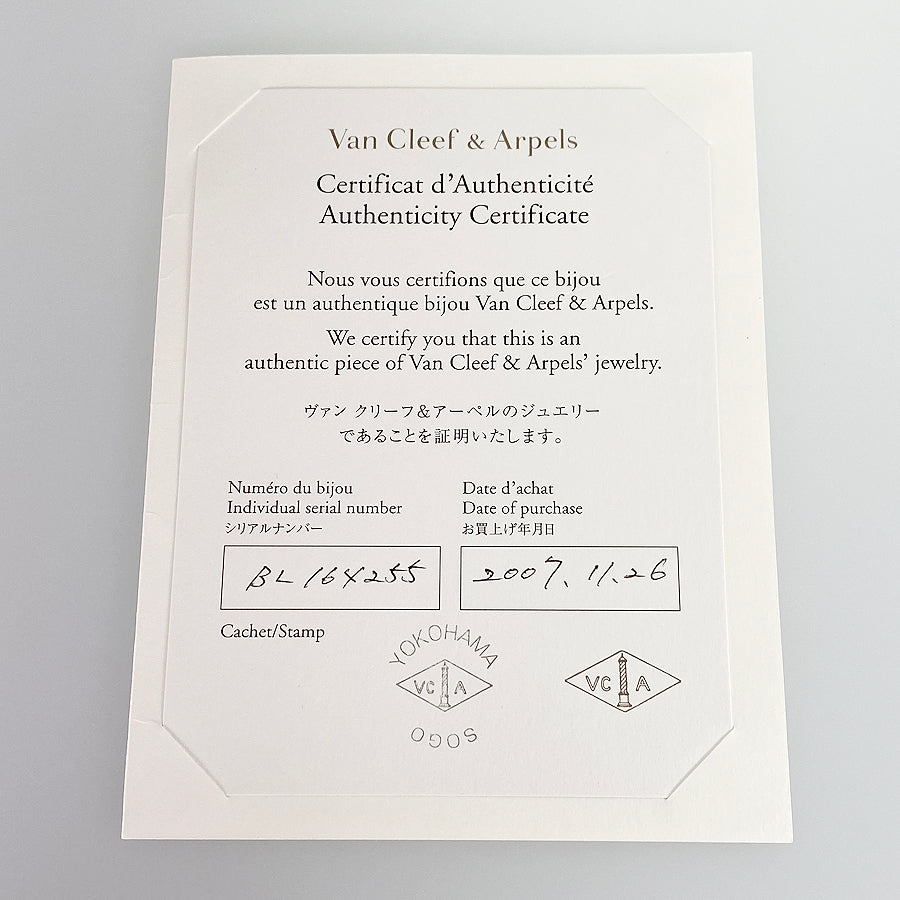 Van Cleef & Arpels
Certificat d'Authenticité
Authenticity Certificate
Nous vous certifions que ce bijou
est un authentique bijou Van Cleef & Arpels.
We certify you that this is an
authentic piece of Van Cleef & Arpels' jewelry.
ヴァン クリーフ&アーペルのジュエリー
であることを証明いたします。
Numéro du bijou
Individual serial number
シリアルナンバー
BL 164255
Date d'achat
Date of purchase
お買上げ年月日
2007.11.26
Cachet/Stamp
YOKOHAMA
VC A
SOGO
VC A